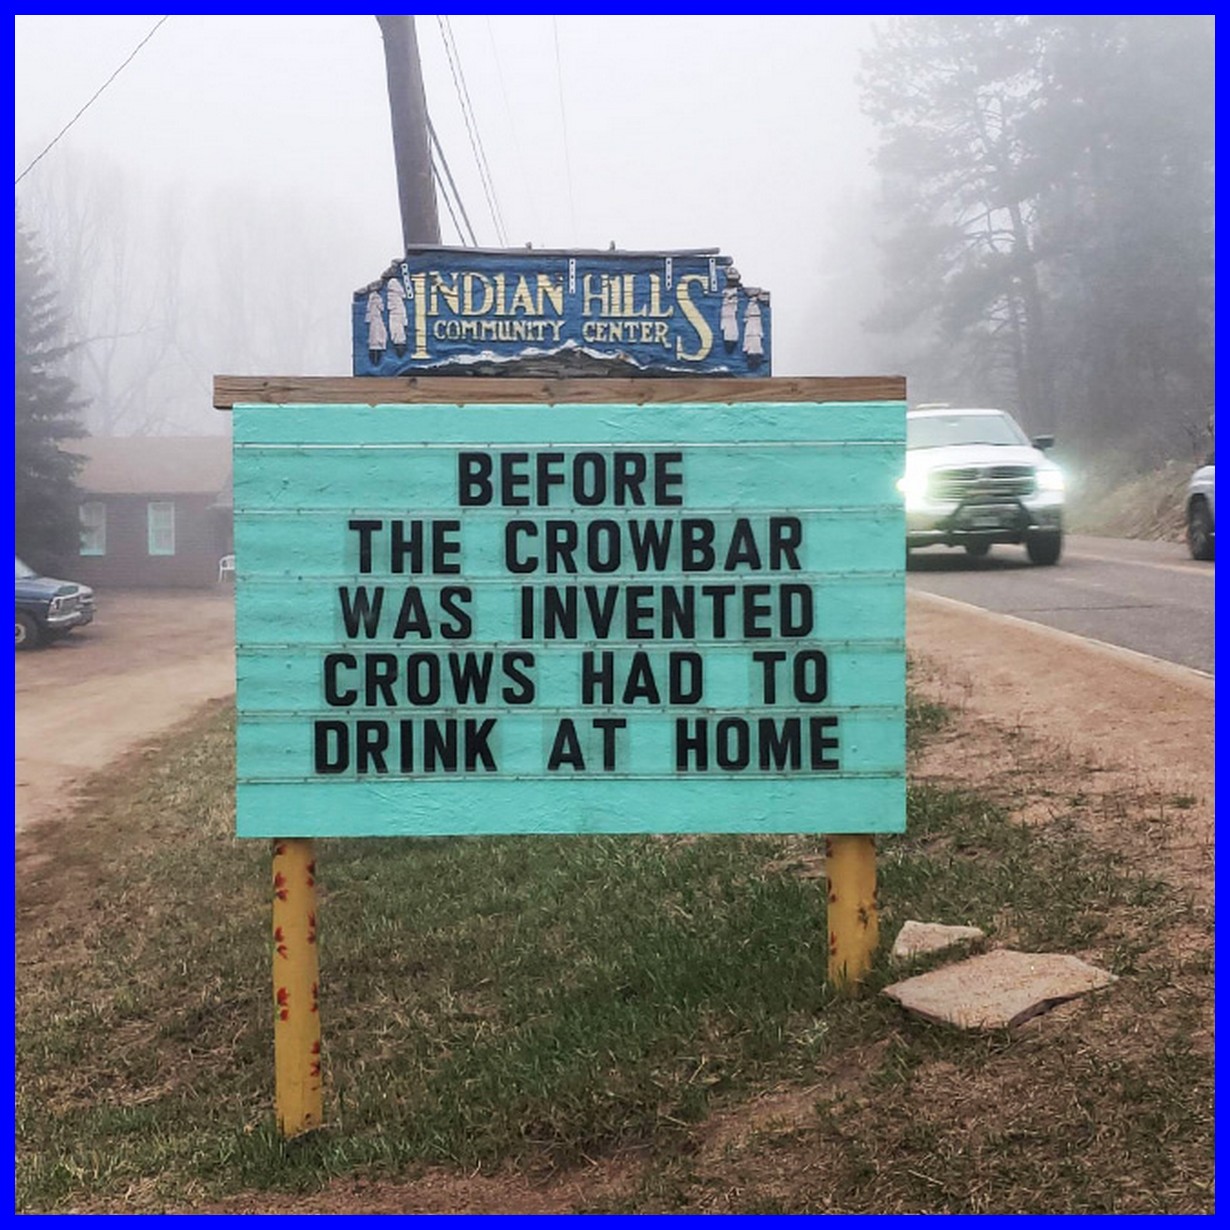 INDIAN HILLS
COMMUNITY CENTER
BEFORE
THE CROWBAR
WAS INVENTED
CROWS HAD TO
DRINK AT HOME